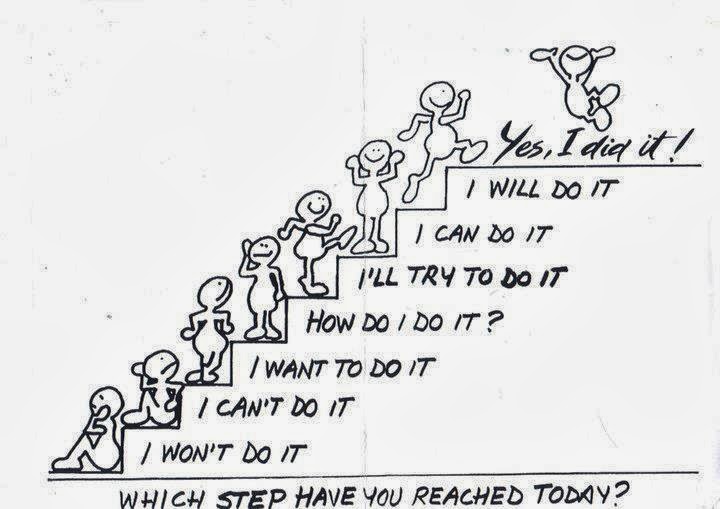 Yes, I did it!
I WILL DO IT
I CAN DO IT
I'LL TRY TO DO IT
HOW DO I DO IT?
I WANT TO DO IT
I CAN'T DO IT
I WON'T DO IT
WHICH STEP HAVE YOU REACHED TODAY?